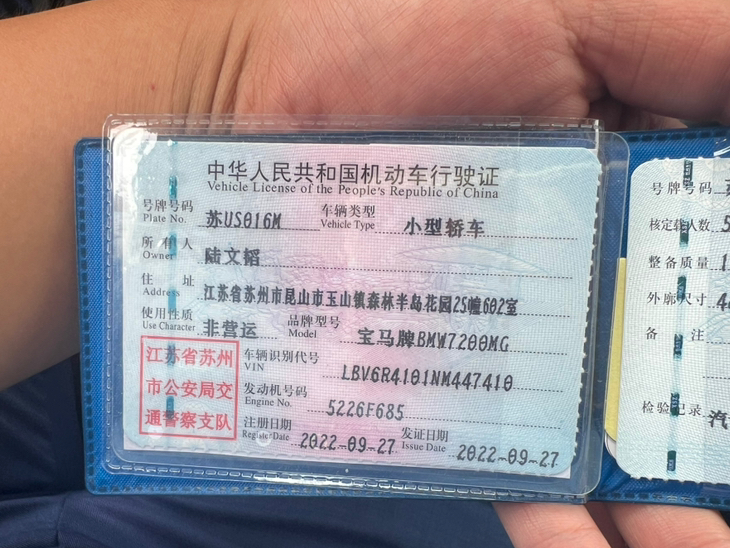 中华人民共和国机动车行驶证
Vehicle License of the People's Republic of China
号牌号码 苏US016M 车辆类型 小型轿车
Plate No. Vehicle Type
所有人 陆文韬
Owner
住址 江苏省苏州市昆山市玉山镇森林半岛花园25幢602室
Address
使用性质 非营运 品牌型号 宝马牌BMW7200MG
Use Character Model
江苏省苏州
市公安局交
通警察支队
车辆识别代号 LBV6R4101NM447410
VIN
发动机号码 5226F685
Engine No.
注册日期 2022-09-27 发证日期 2022-09-27
Register Date Issue Date
号牌号码
核定载人数 5
整备质量 1
外廓尺寸
备注
检验记录